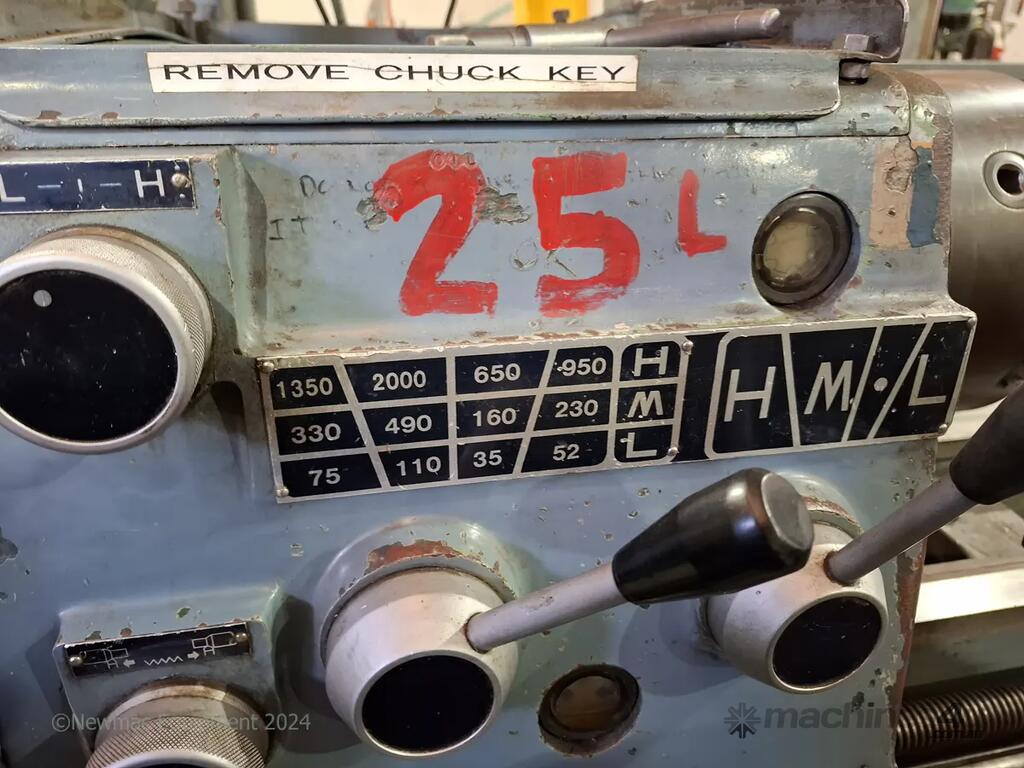 REMOVE CHUCK KEY
L-I-H
25L
IT
1350 2000 650 950 H
330 490 160 230 M
75 110 35 52 L
H M • L
©Newmac Equipment 2024